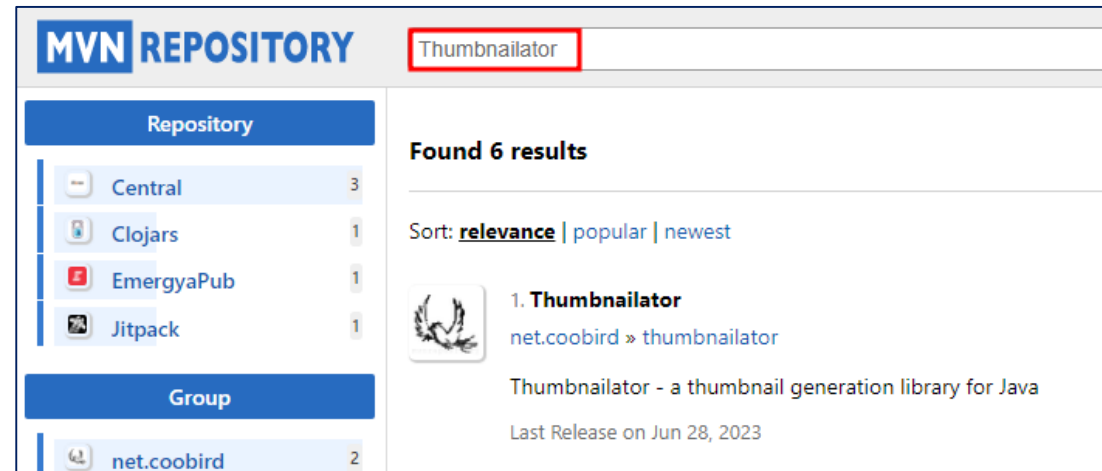 MVN REPOSITORY
Thumbnailator
Repository
Central 3
Clojars 1
EmergyaPub 1
Jitpack 1
Group
net.coobird 2
Found 6 results
Sort: relevance | popular | newest
1. Thumbnailator
net.coobird » thumbnailator
Thumbnailator - a thumbnail generation library for Java
Last Release on Jun 28, 2023